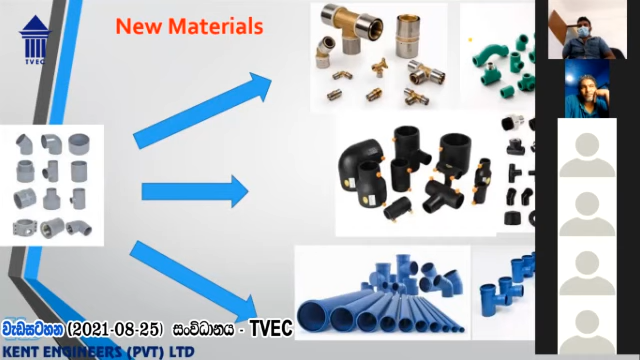 New Materials
TVEC
වැඩසටහන (2021-08-25) සංවිධානය - TVEC
KENT ENGINEERS (PVT) LTD